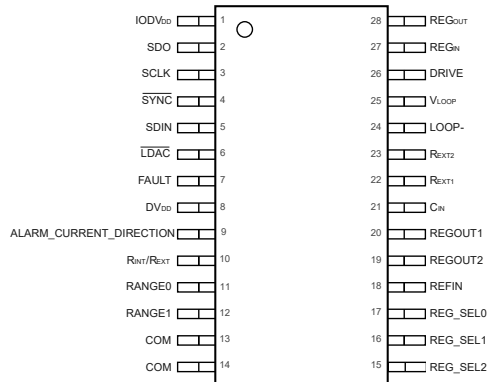 IODVDD 1 28 REGOUT
SDO 2 27 REGIN
SCLK 3 26 DRIVE
SYNC 4 25 VLOOP
SDIN 5 24 LOOP-
LDAC 6 23 REXT2
FAULT 7 22 REXT1
DVDD 8 21 CIN
ALARM_CURRENT_DIRECTION 9 20 REGOUT1
RINT/REXT 10 19 REGOUT2
RANGE0 11 18 REFIN
RANGE1 12 17 REG_SEL0
COM 13 16 REG_SEL1
COM 14 15 REG_SEL2